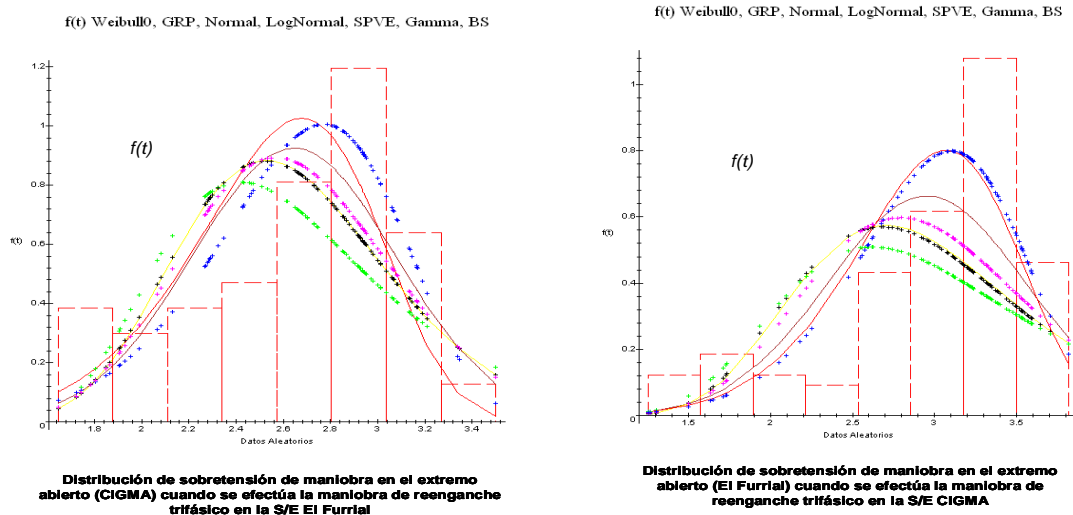 f(t) Weibull0, GRP, Normal, LogNormal, SPVE, Gamma, BS
1.2
1
0.8
0.6
0.4
0.2
0
f(t)
f(t)
1.8
2
2.2
2.4
2.6
2.8
3
3.2
3.4
Datos Aleatorios
Distribución de sobretensión de maniobra en el extremo
abierto (CIGMA) cuando se efectúa la maniobra de reenganche
trifásico en la S/E El Furrial
f(t) Weibull0, GRP, Normal, LogNormal, SPVE, Gamma, BS
1
0.8
0.6
0.4
0.2
0
f(t)
f(t)
1.5
2
2.5
3
3.5
Datos Aleatorios
Distribución de sobretensión de maniobra en el extremo
abierto (El Furrial) cuando se efectúa la maniobra de
reenganche trifásico en la S/E CIGMA